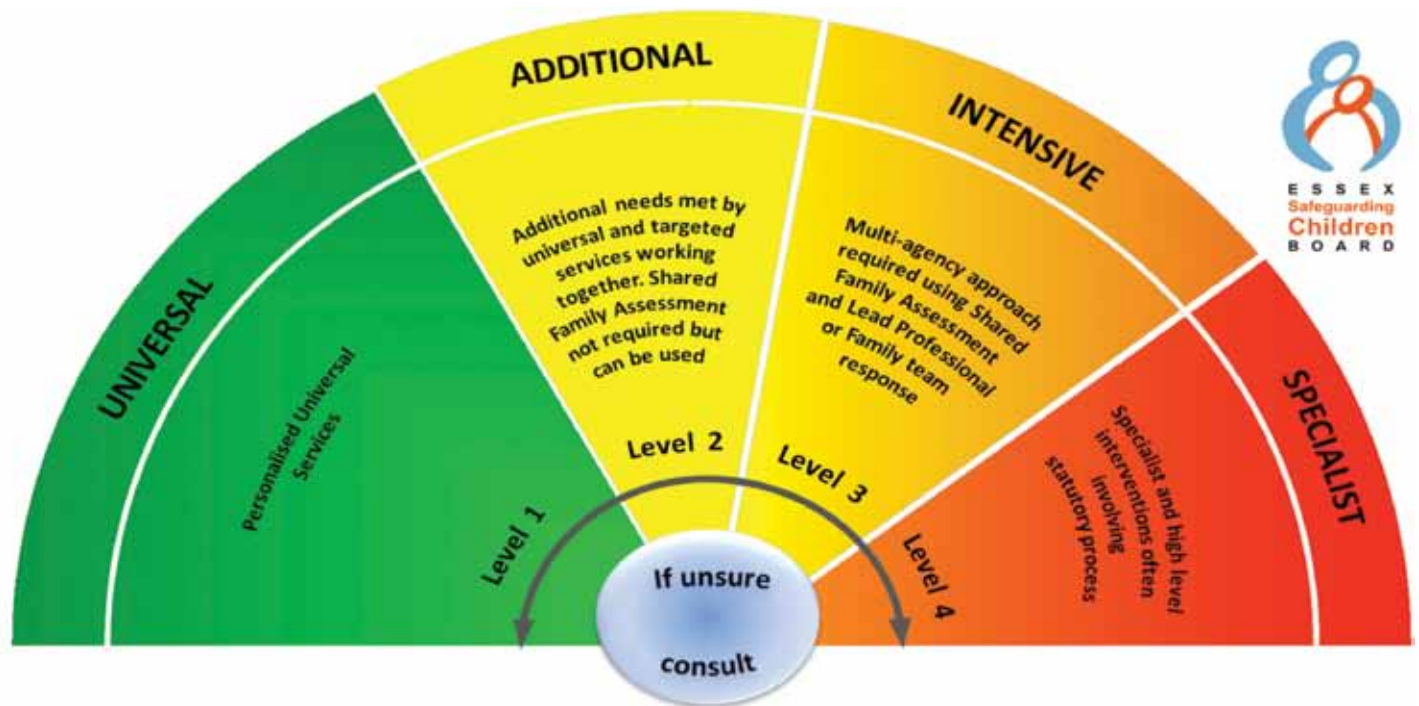 UNIVERSAL
Personalised Universal
Services
Level 1
ADDITIONAL
Additional needs met by
universal and targeted
services working
together. Shared
Family Assessment
not required but
can be used
Level 2
INTENSIVE
Multi-agency approach
required using Shared
Family Assessment
and Lead Professional
or Family team
response
Level 3
SPECIALIST
Specialist and high level
interventions often
involving
statutory process
Level 4
If unsure
consult
ESSEX
Safeguarding
Children
BOARD